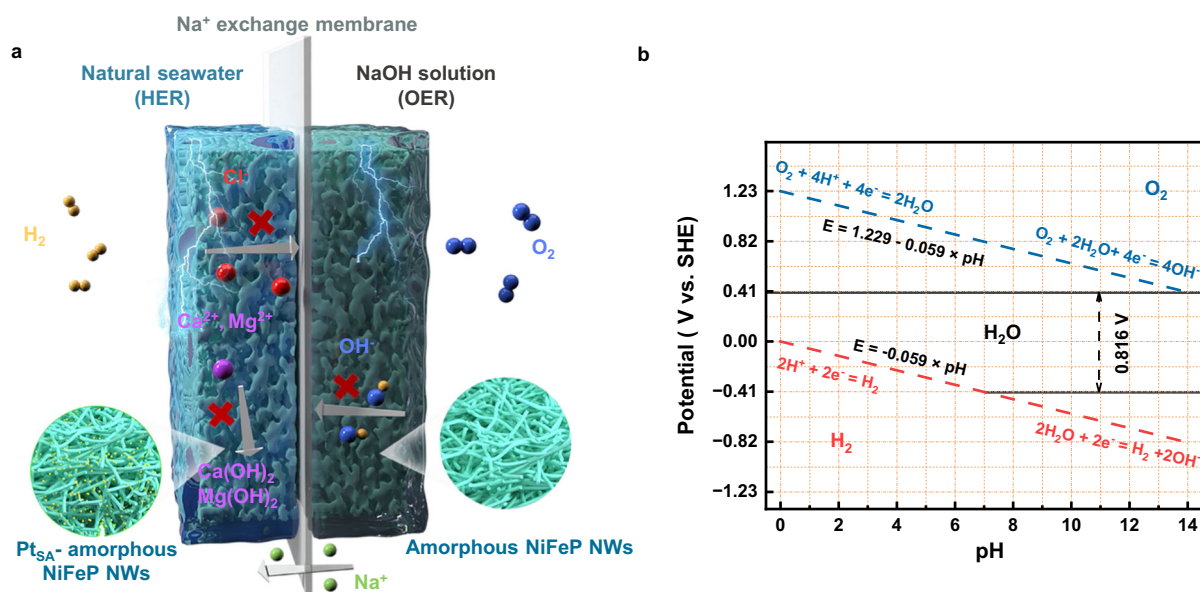 Na⁺ exchange membrane
a
Natural seawater
(HER)
NaOH solution
(OER)
Cl⁻
H₂
O₂
Ca²⁺, Mg²⁺
OH⁻
Ca(OH)₂
Mg(OH)₂
Pt_SA- amorphous
NiFeP NWs
Amorphous NiFeP NWs
Na⁺
b
Potential ( V vs. SHE)
1.23
0.82
0.41
0.00
−0.41
−0.82
−1.23
O₂ + 4H⁺ + 4e⁻ = 2H₂O
O₂
E = 1.229 - 0.059 × pH
O₂ + 2H₂O+ 4e⁻ = 4OH⁻
H₂O
0.816 V
E = -0.059 × pH
2H⁺ + 2e⁻ = H₂
H₂
2H₂O + 2e⁻ = H₂ +2OH⁻
0 2 4 6 8 10 12 14
pH